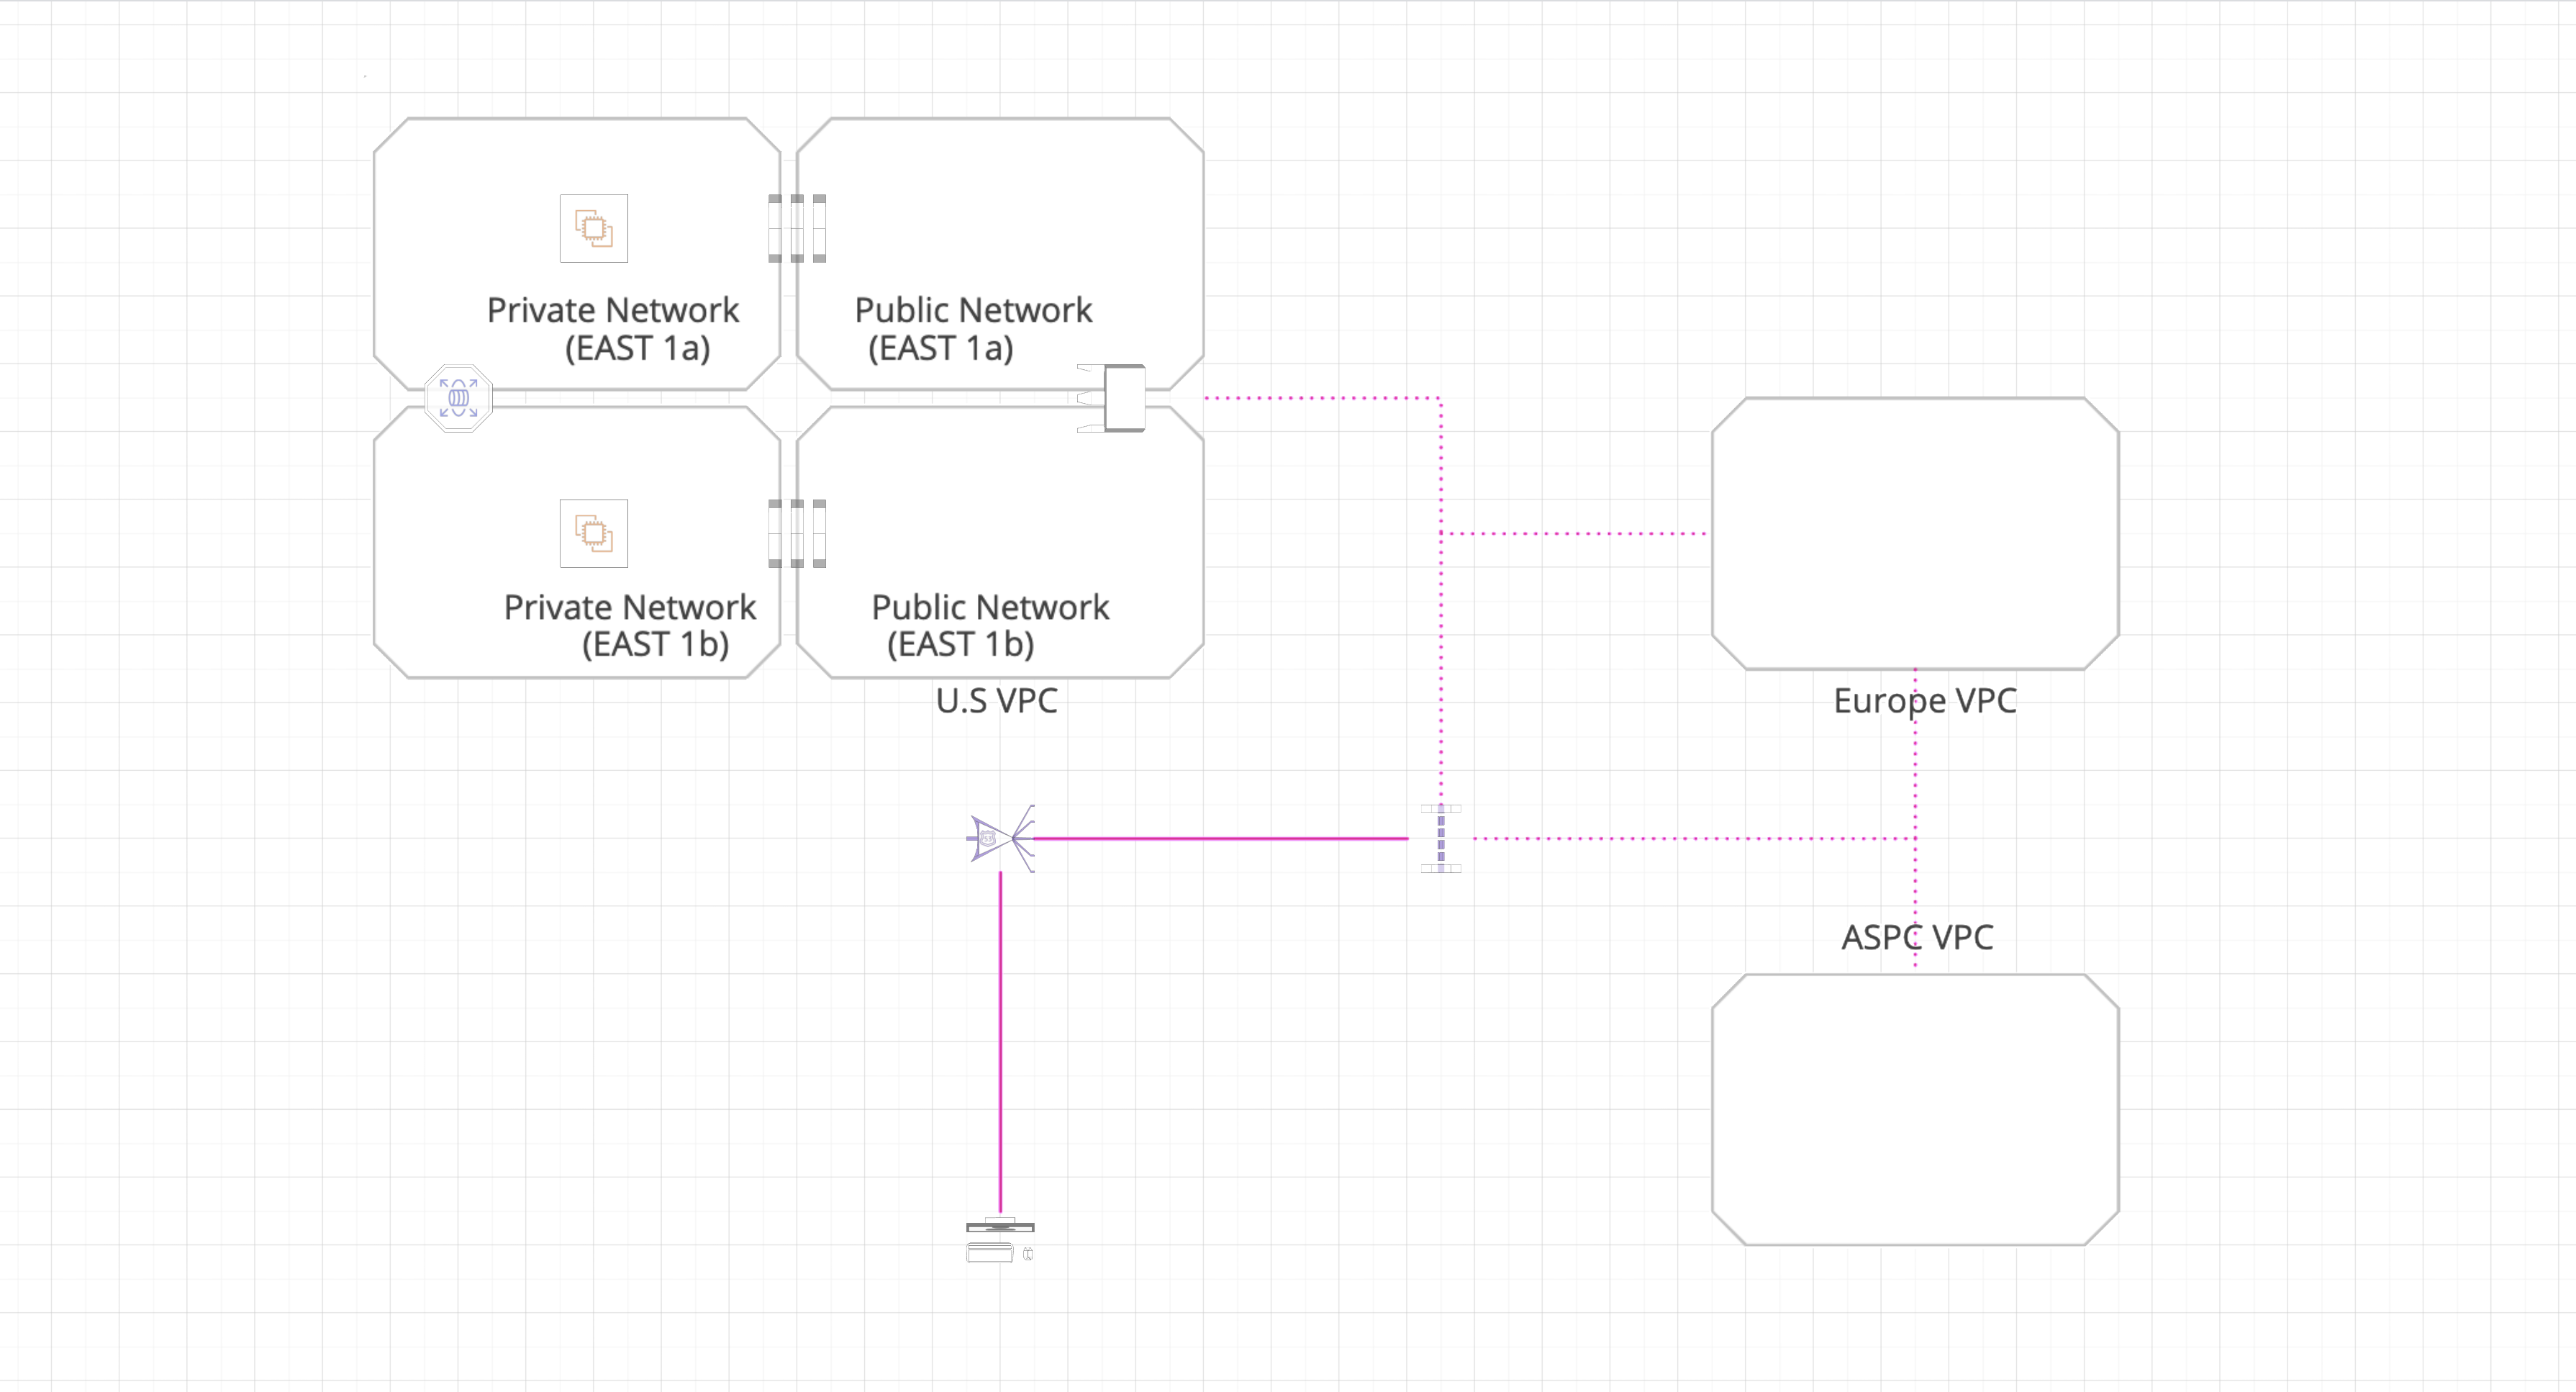 Private Network
(EAST 1a)
Public Network
(EAST 1a)
Private Network
(EAST 1b)
Public Network
(EAST 1b)
U.S VPC
Europe VPC
53
ASPC VPC